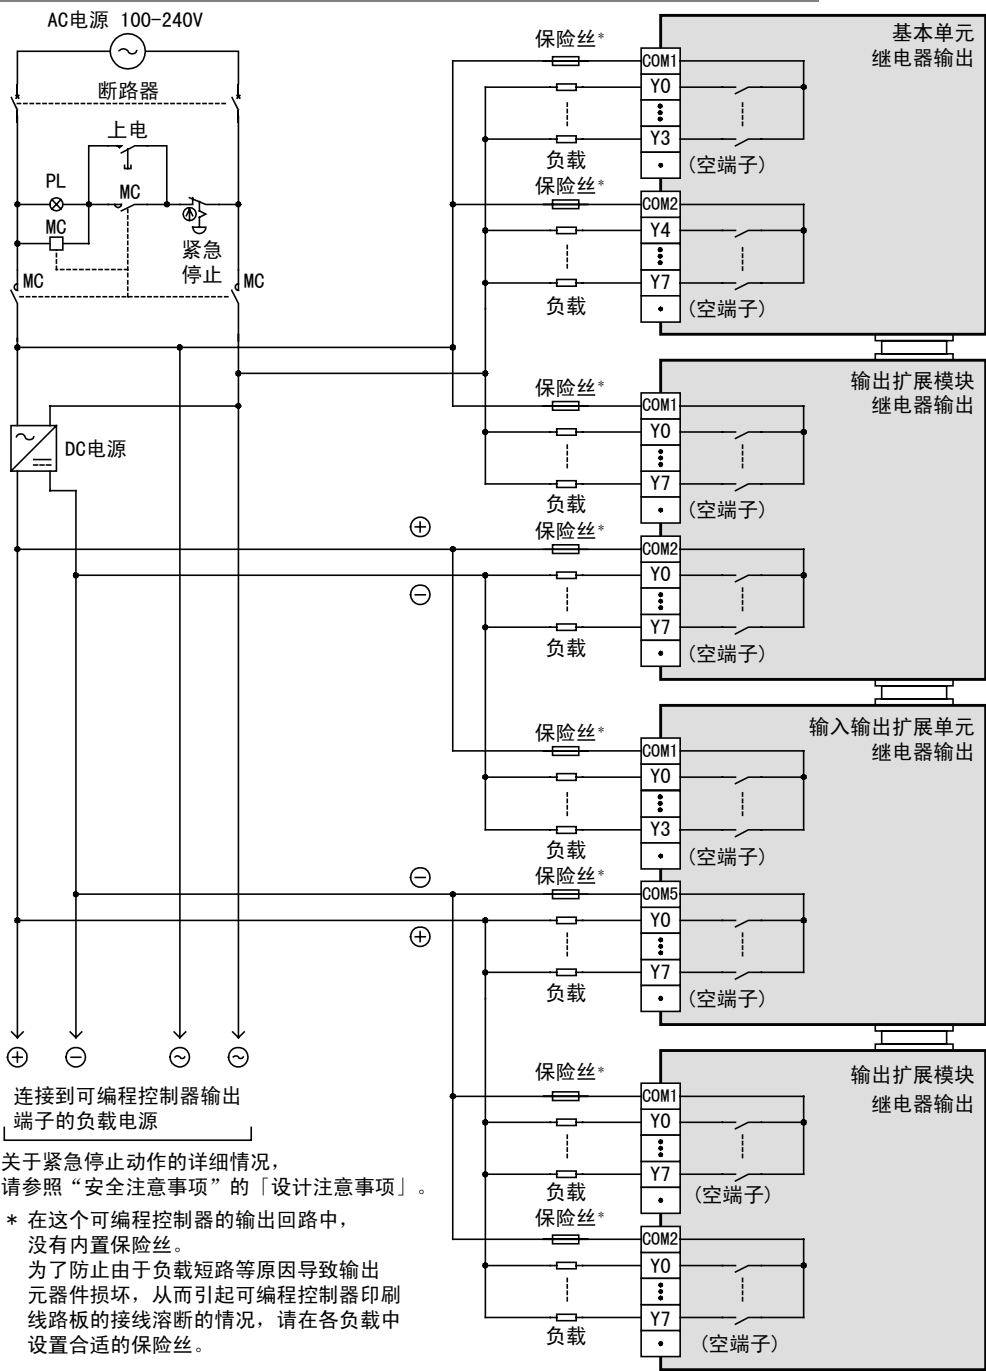 AC电源 100-240V
断路器
上电
PL
MC
MC
紧急
停止
MC
MC
DC电源
保险丝*
COM1
Y0
Y3
负载
(空端子)
保险丝*
COM2
Y4
Y7
负载
(空端子)
基本单元
继电器输出
保险丝*
COM1
Y0
Y7
负载
(空端子)
保险丝*
COM2
Y0
Y7
负载
(空端子)
输出扩展模块
继电器输出
保险丝*
COM1
Y0
Y3
负载
(空端子)
保险丝*
COM5
Y0
Y7
负载
(空端子)
输入输出扩展单元
继电器输出
保险丝*
COM1
Y0
Y7
负载
(空端子)
保险丝*
COM2
Y0
Y7
负载
(空端子)
输出扩展模块
继电器输出
连接到可编程控制器输出
端子的负载电源
关于紧急停止动作的详细情况，
请参照“安全注意事项”的「设计注意事项」。
* 在这个可编程控制器的输出回路中，
没有内置保险丝。
为了防止由于负载短路等原因导致输出
元器件损坏，从而引起可编程控制器印刷
线路板的接线溶断的情况，请在各负载中
设置合适的保险丝。